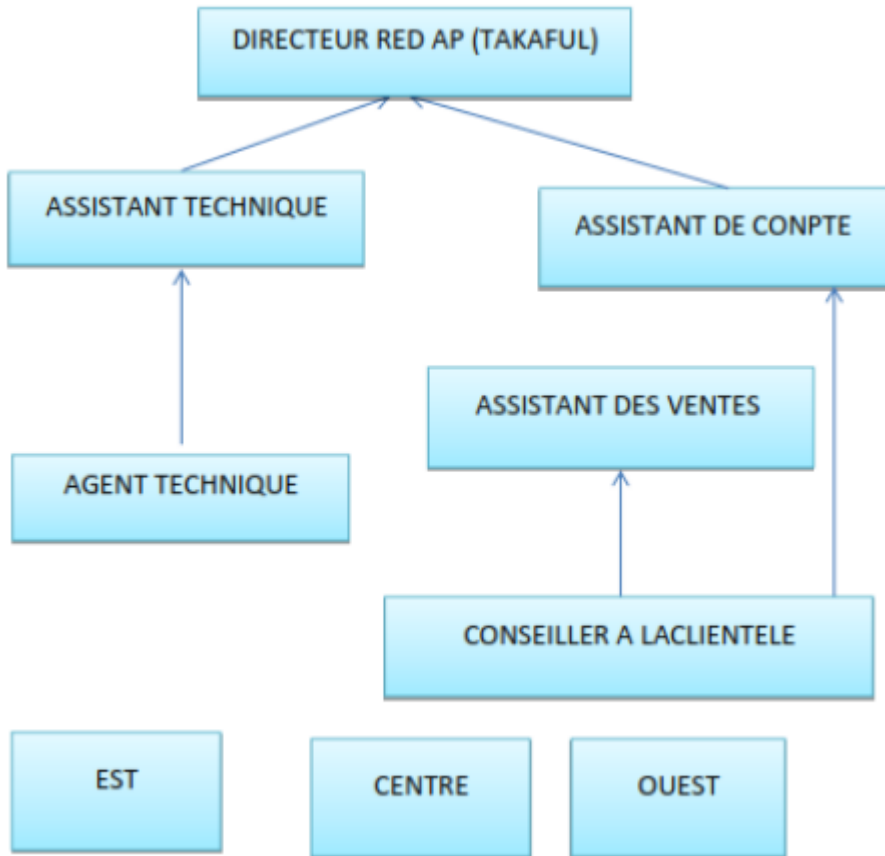 DIRECTEUR RED AP (TAKAFUL)
ASSISTANT TECHNIQUE
ASSISTANT DE CONPTE
ASSISTANT DES VENTES
AGENT TECHNIQUE
CONSEILLER A LACLIENTELE
EST
CENTRE
OUEST